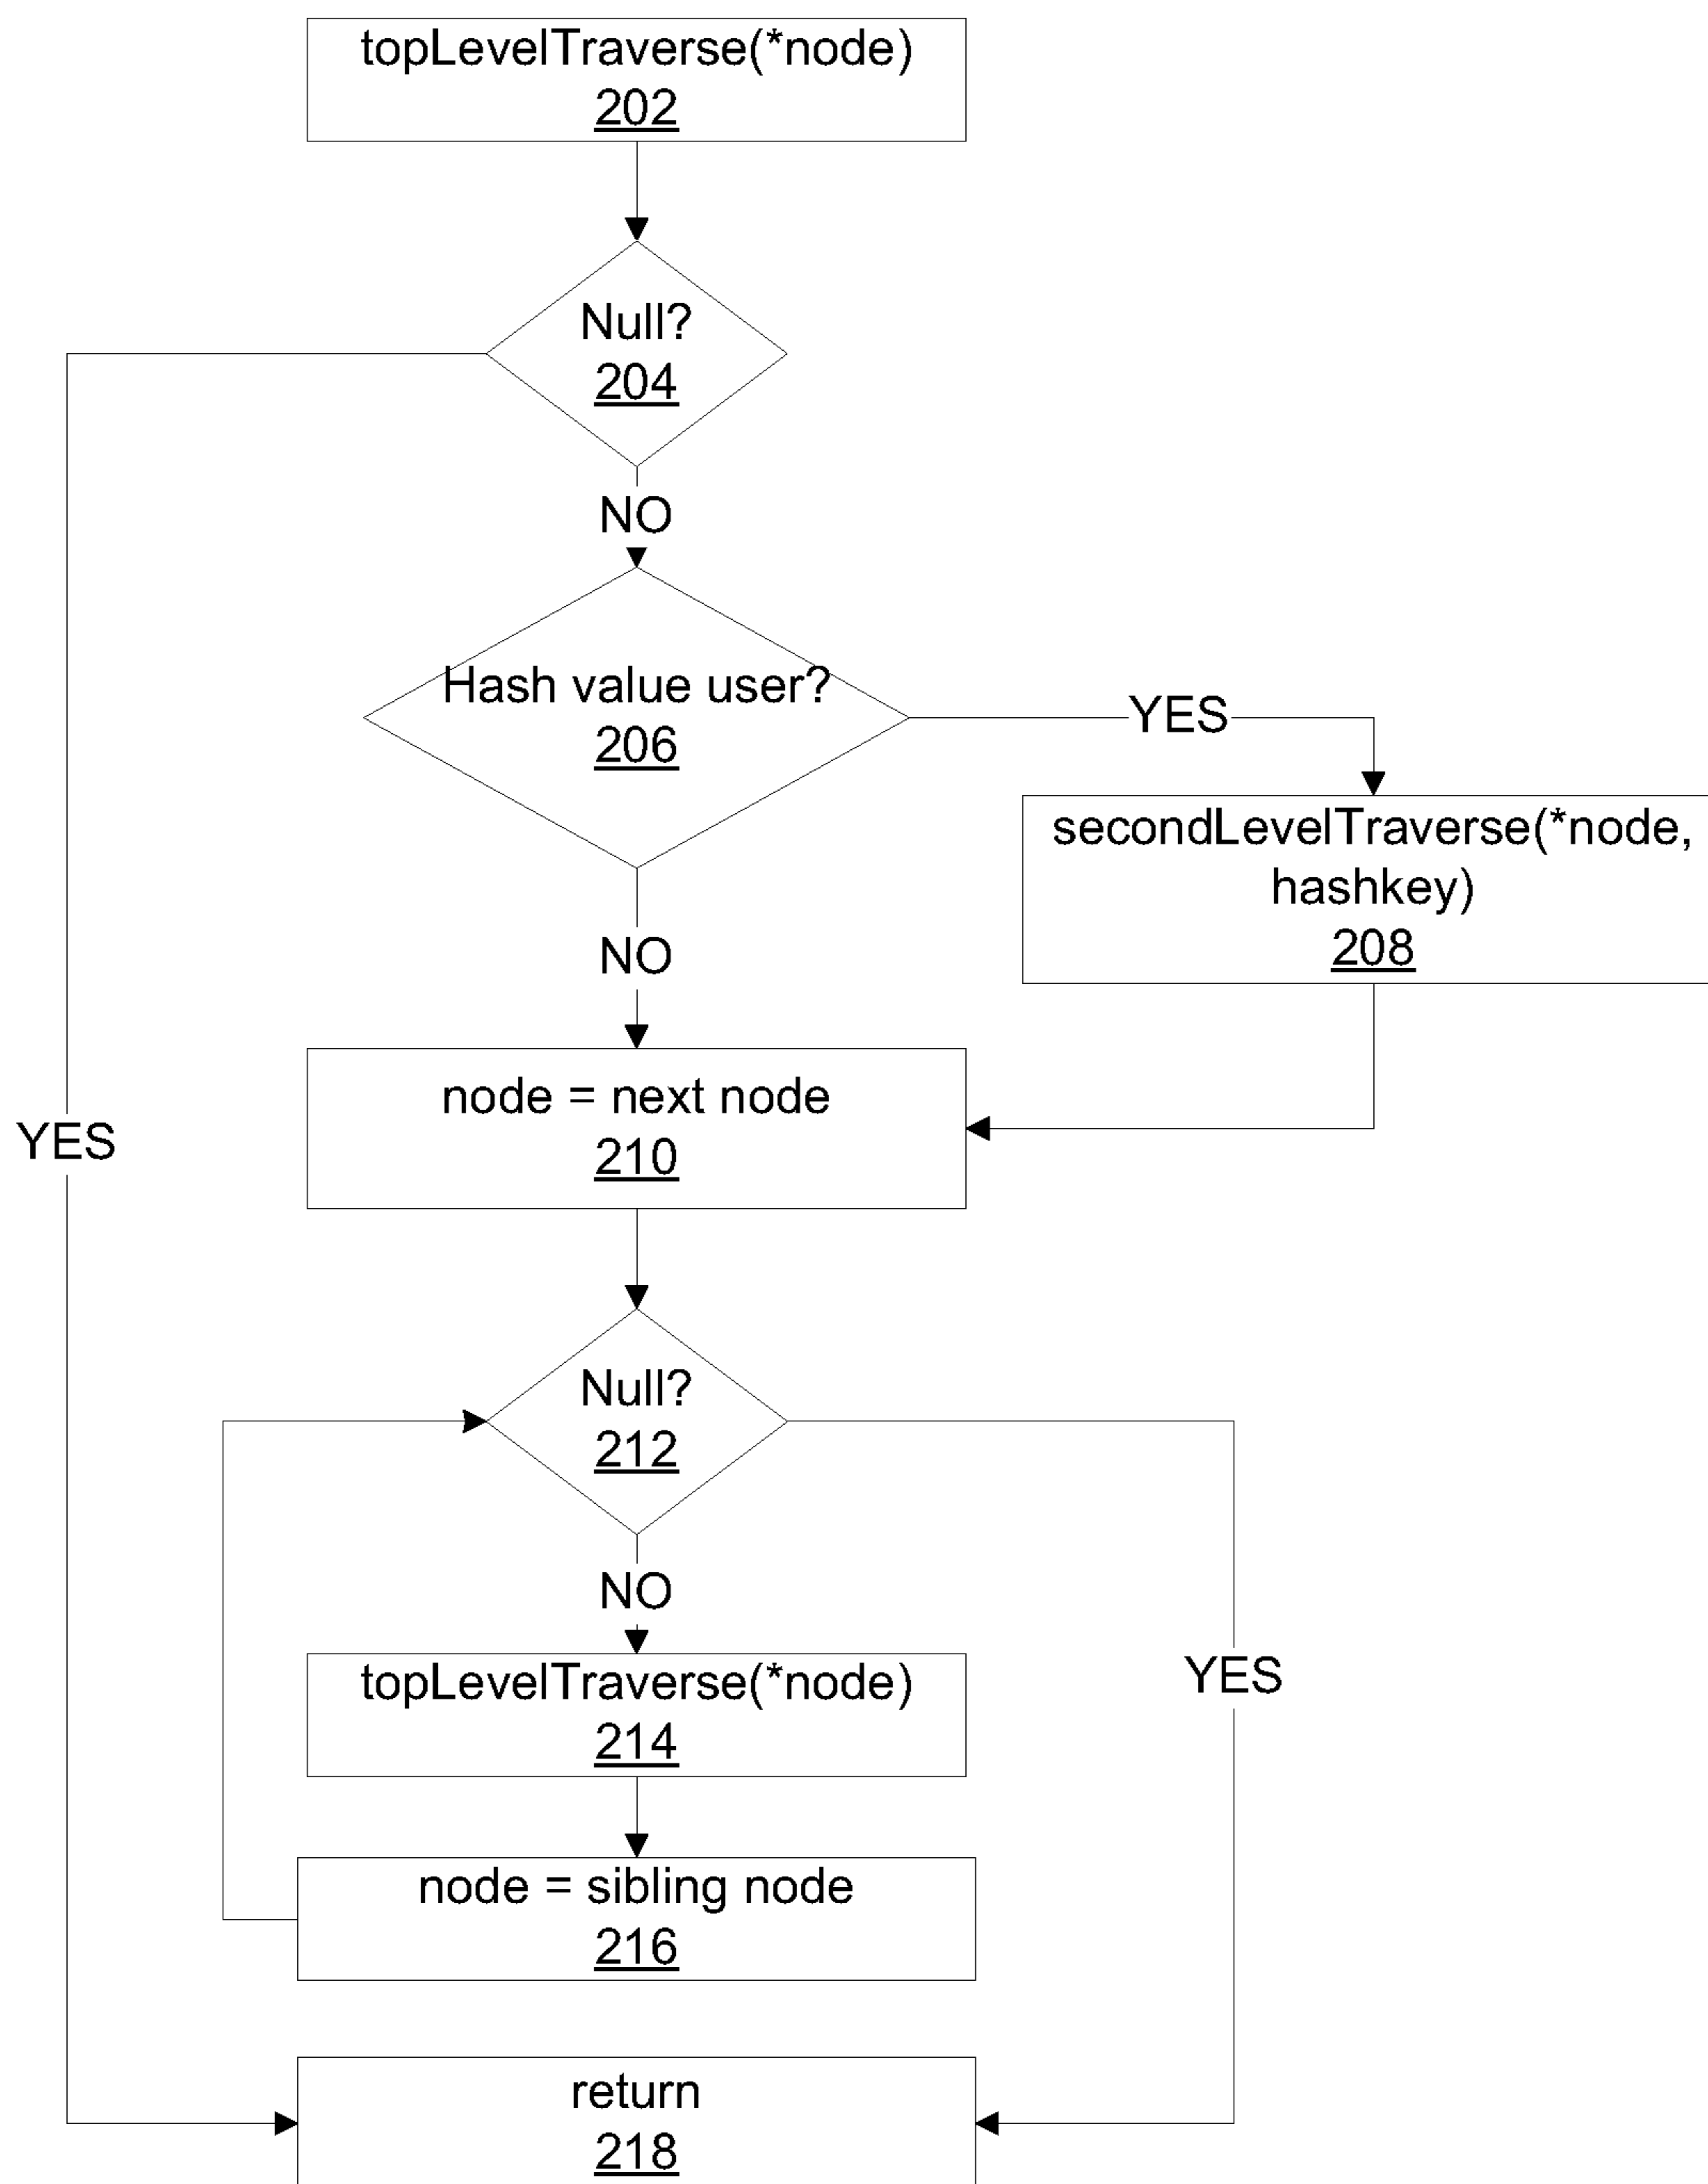 topLevelTraverse(*node)
202
Null?
204
NO
Hash value user?
206
YES
secondLevelTraverse(*node,
hashkey)
208
NO
node = next node
210
YES
Null?
212
NO
topLevelTraverse(*node)
214
YES
node = sibling node
216
return
218